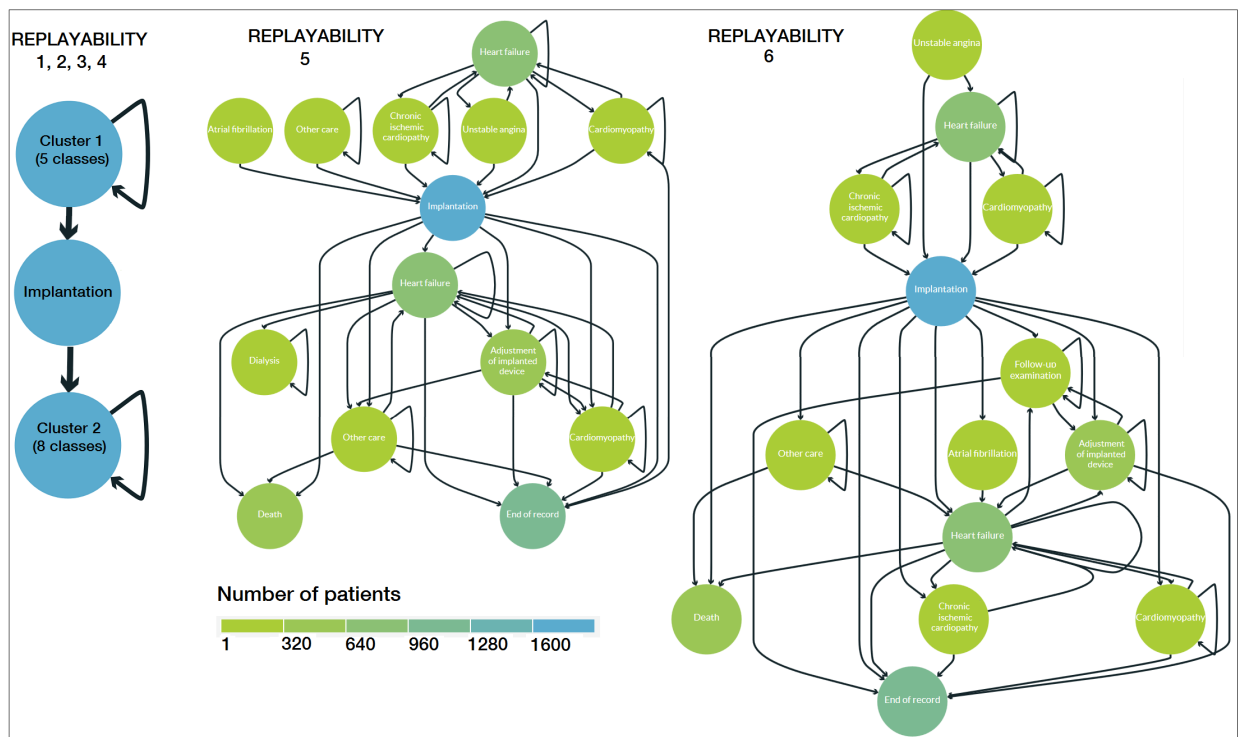 REPLAYABILITY
1, 2, 3, 4
Cluster 1
(5 classes)
Implantation
Cluster 2
(8 classes)
REPLAYABILITY
5
Heart failure
Atrial fibrillation
Other care
Chronic
ischemic
cardiopathy
Unstable angina
Cardiomyopathy
Implantation
Heart failure
Dialysis
Adjustment
of implanted
device
Other care
Cardiomyopathy
Death
End of record
Number of patients
1
320
640
960
1280
1600
REPLAYABILITY
6
Unstable angina
Heart failure
Chronic
ischemic
cardiopathy
Cardiomyopathy
Implantation
Follow-up
examination
Other care
Atrial fibrillation
Adjustment
of implanted
device
Heart failure
Death
Chronic
ischemic
cardiopathy
Cardiomyopathy
End of record